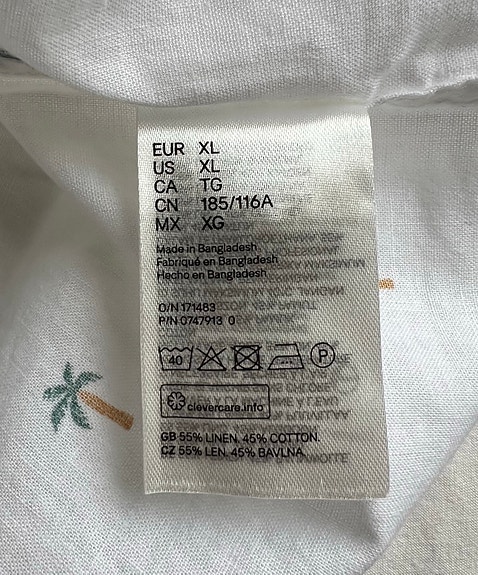 EUR XL
US XL
CA TG
CN 185/116A
MX XG
Made in Bangladesh
Fabriqué en Bangladesh
Hecho en Bangladesh
O/N 171483
P/N 0747913 0
40 P
clevercare.info
GB 55% LINEN. 45% COTTON.
CZ 55% LEN. 45% BAVLNA.